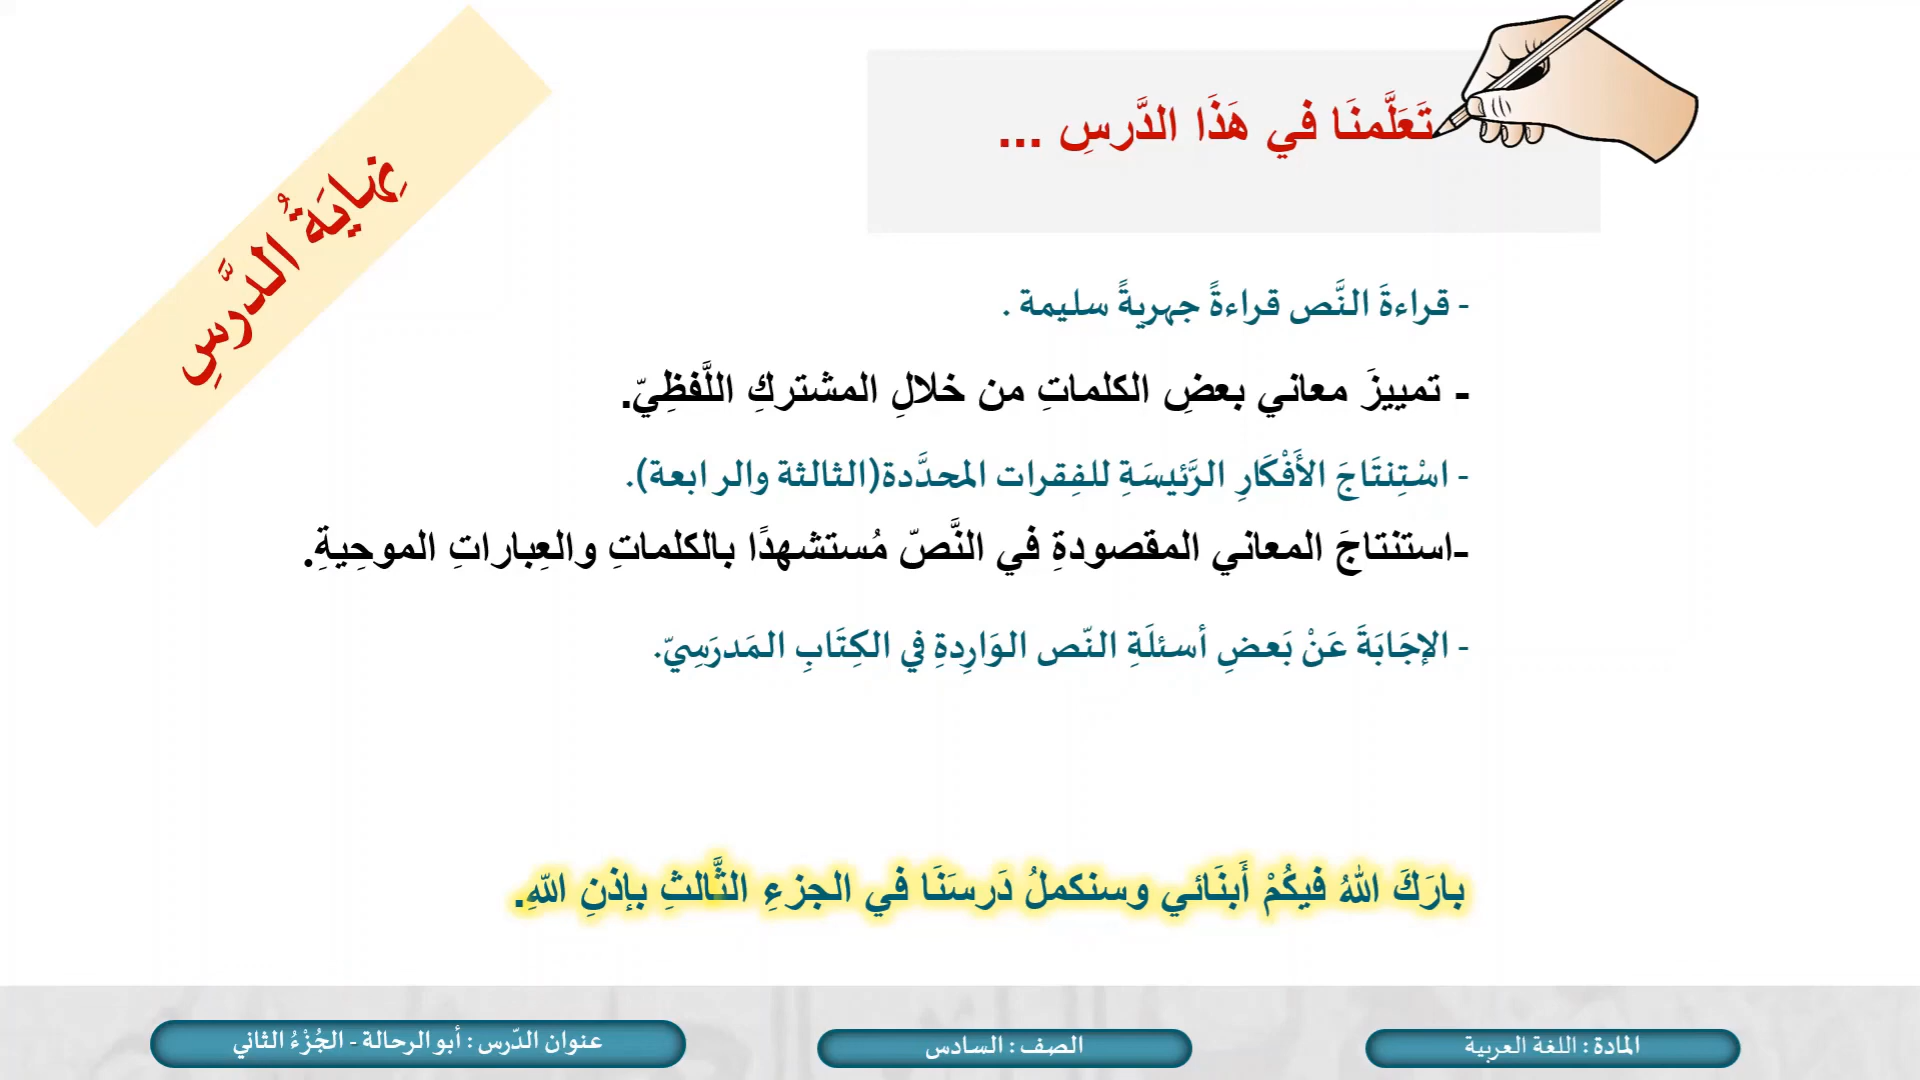 تَعَلَّمنَا في هَذَا الدَّرسِ ...
نِهايَةُ الدَّرسِ
- قراءةَ النَّص قراءةً جهريةً سليمة .
- تمييزَ معاني بعضِ الكلماتِ من خلالِ المشتركِ اللَّفظِيّ.
- اسْتِنتَاجَ الأَفْكَارِ الرَّئيسَةِ للفِقرات المحدَّدة(الثالثة والرابعة).
-استنتاجَ المعاني المقصودةِ في النَّصّ مُستشهدًا بالكلماتِ والعِباراتِ الموحِيةِ.
- الإجَابَةَ عَنْ بَعضِ أسئلَةِ النّص الوَارِدةِ في الكِتَابِ المَدرَسِيّ.
بارَكَ اللهُ فيكُمْ أَبنَائي وسنكملُ دَرسَنَا في الجزءِ الثَّالثِ بإذنِ اللهِ.
المادة : اللغة العربية
الصف : السادس
عنوان الدّرس : أبو الرحالة - الجُزْءُ الثاني